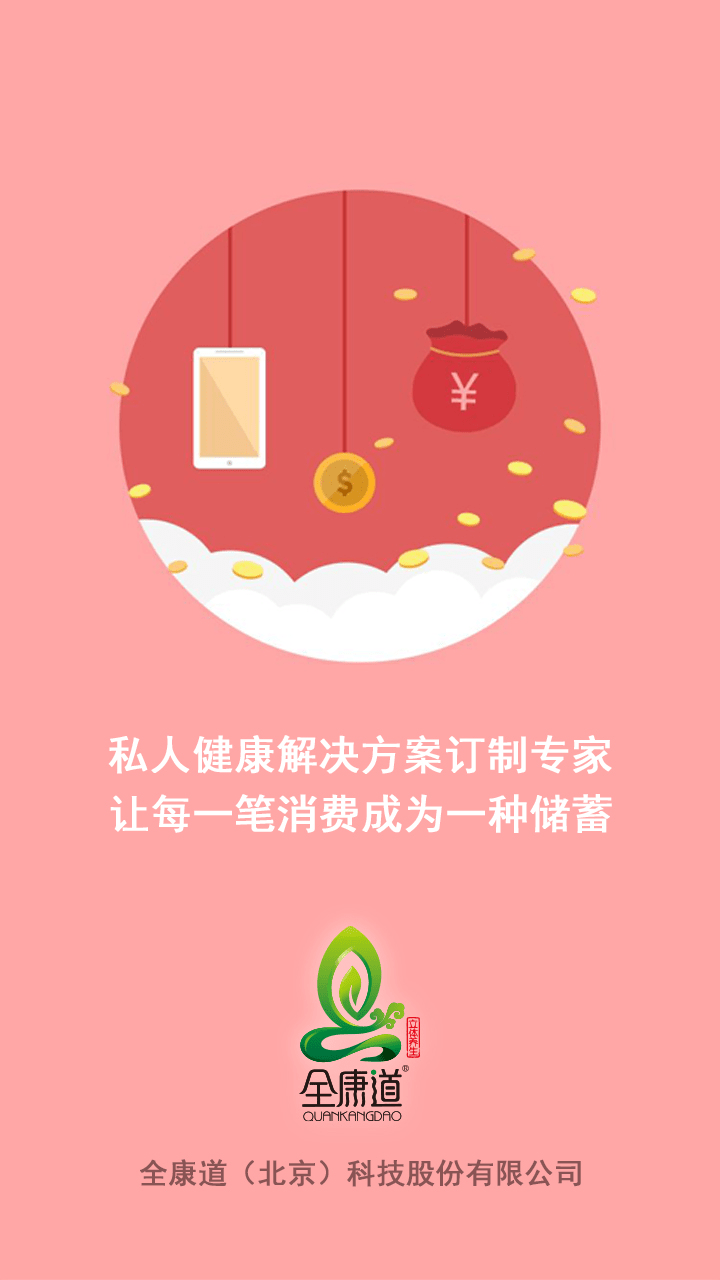 ¥
$
私人健康解决方案订制专家
让每一笔消费成为一种储蓄
立体养生
全康道®
QUANKANGDAO
全康道（北京）科技股份有限公司